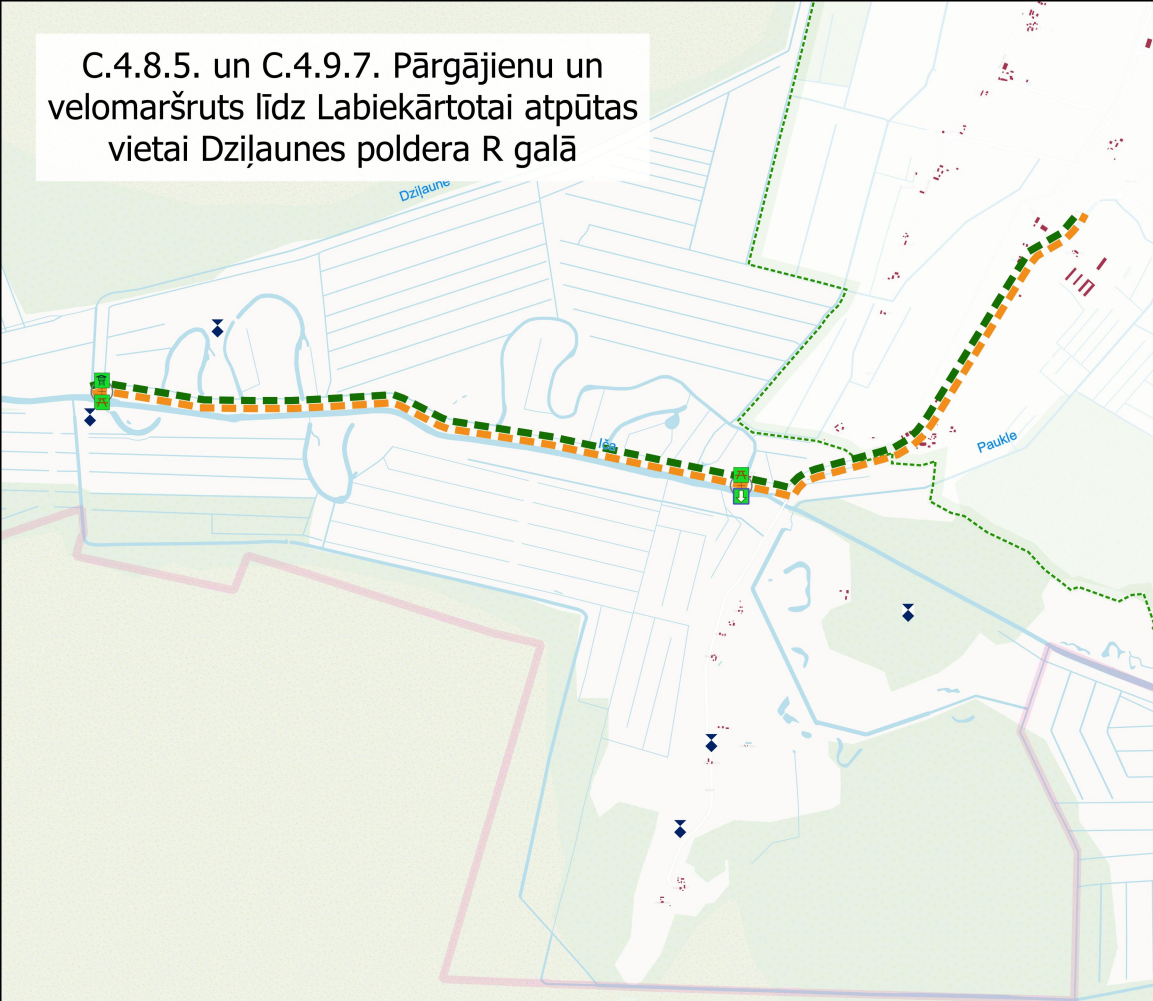 C.4.8.5. un C.4.9.7. Pārgājienu un
velomaršruts līdz Labiekārtotai atpūtas
vietai Dziļaunes poldera R galā
Dziļaune
Iča
Paukle